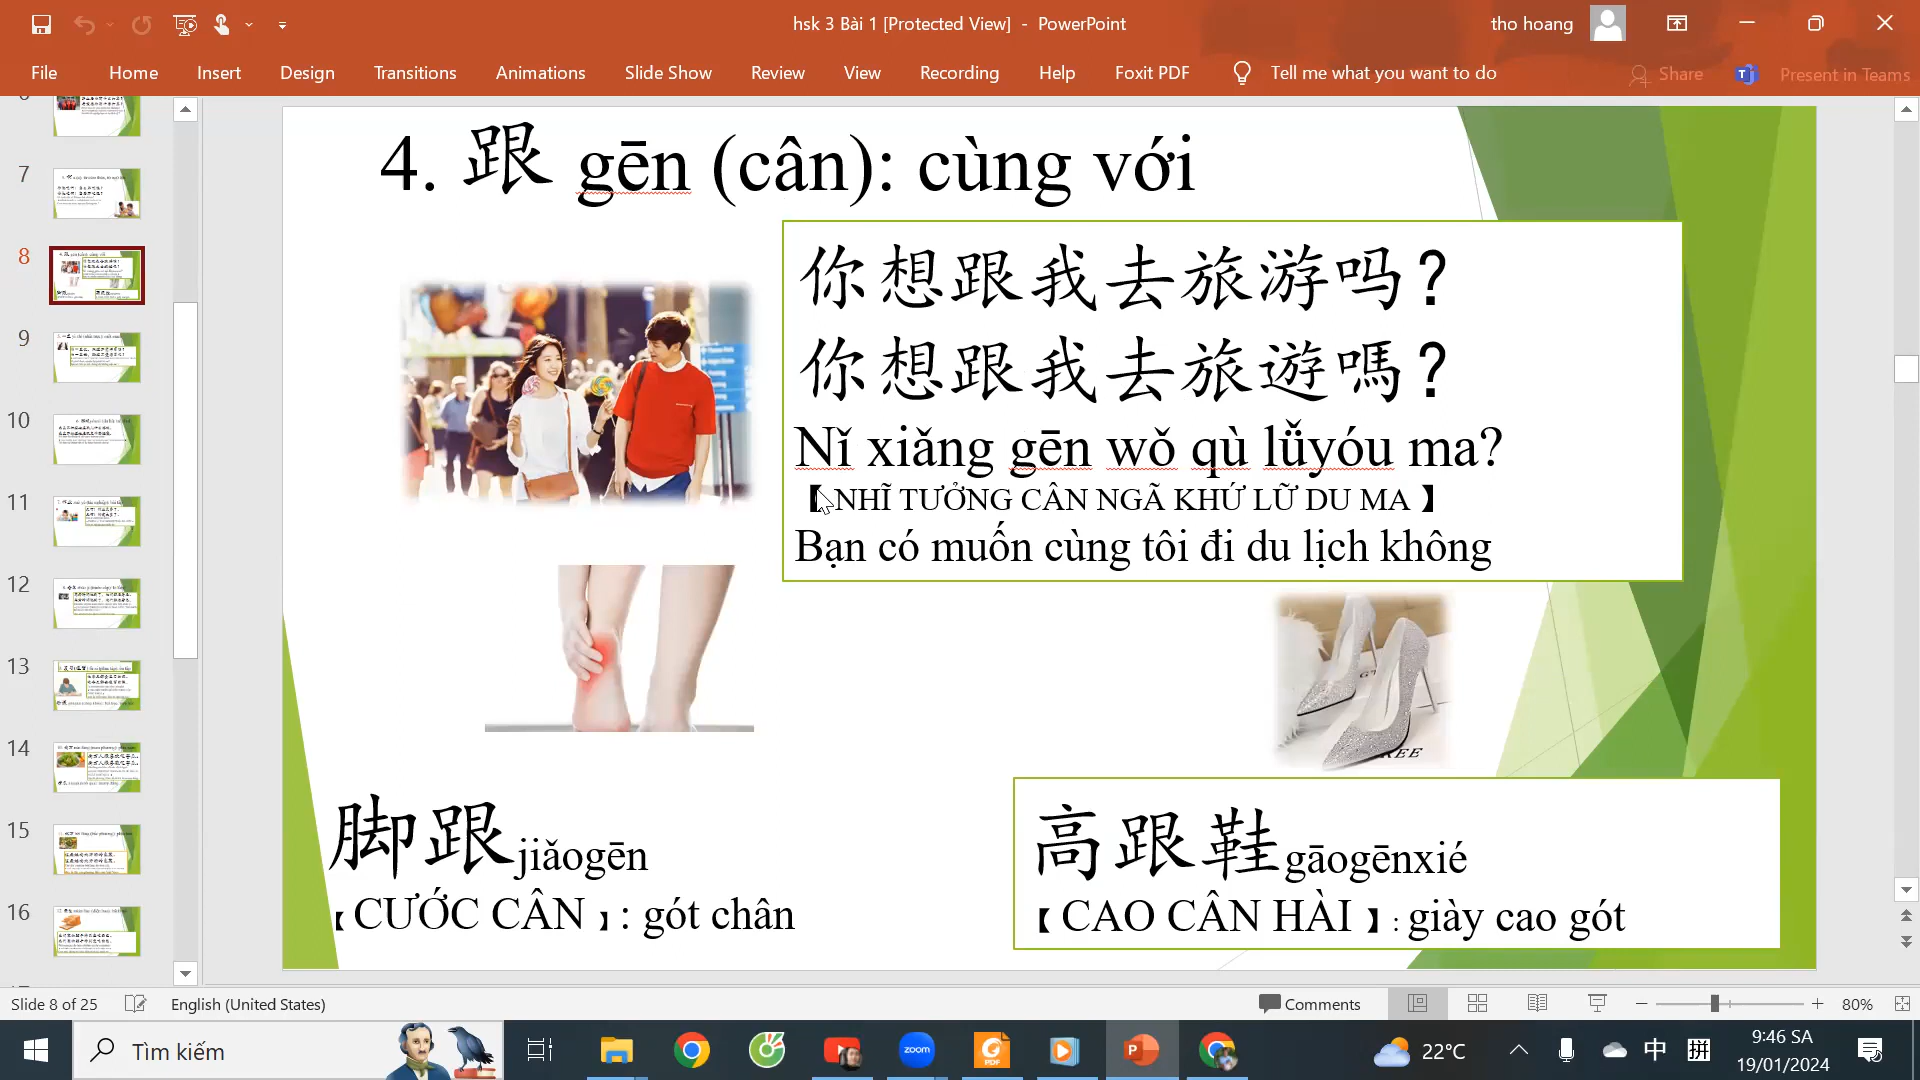 hsk 3 Bài 1 [Protected View] - PowerPoint
tho hoang
File Home Insert Design Transitions Animations Slide Show Review View Recording Help Foxit PDF Tell me what you want to do Share Present in Teams
4. 跟 gēn (cân): cùng với
你想跟我去旅游吗？
你想跟我去旅遊嗎？
Nǐ xiǎng gēn wǒ qù lǚyóu ma?
【 NHĨ TƯỞNG CÂN NGÃ KHỨ LỮ DU MA 】
Bạn có muốn cùng tôi đi du lịch không
脚跟jiǎogēn
【 CƯỚC CÂN 】: gót chân
高跟鞋gāogēnxié
【 CAO CÂN HÀI 】: giày cao gót
7
8
9
10
11
12
13
14
15
16
Slide 8 of 25 English (United States) Comments 80%
Tìm kiếm
zoom
22°C
中
拼
9:46 SA
19/01/2024